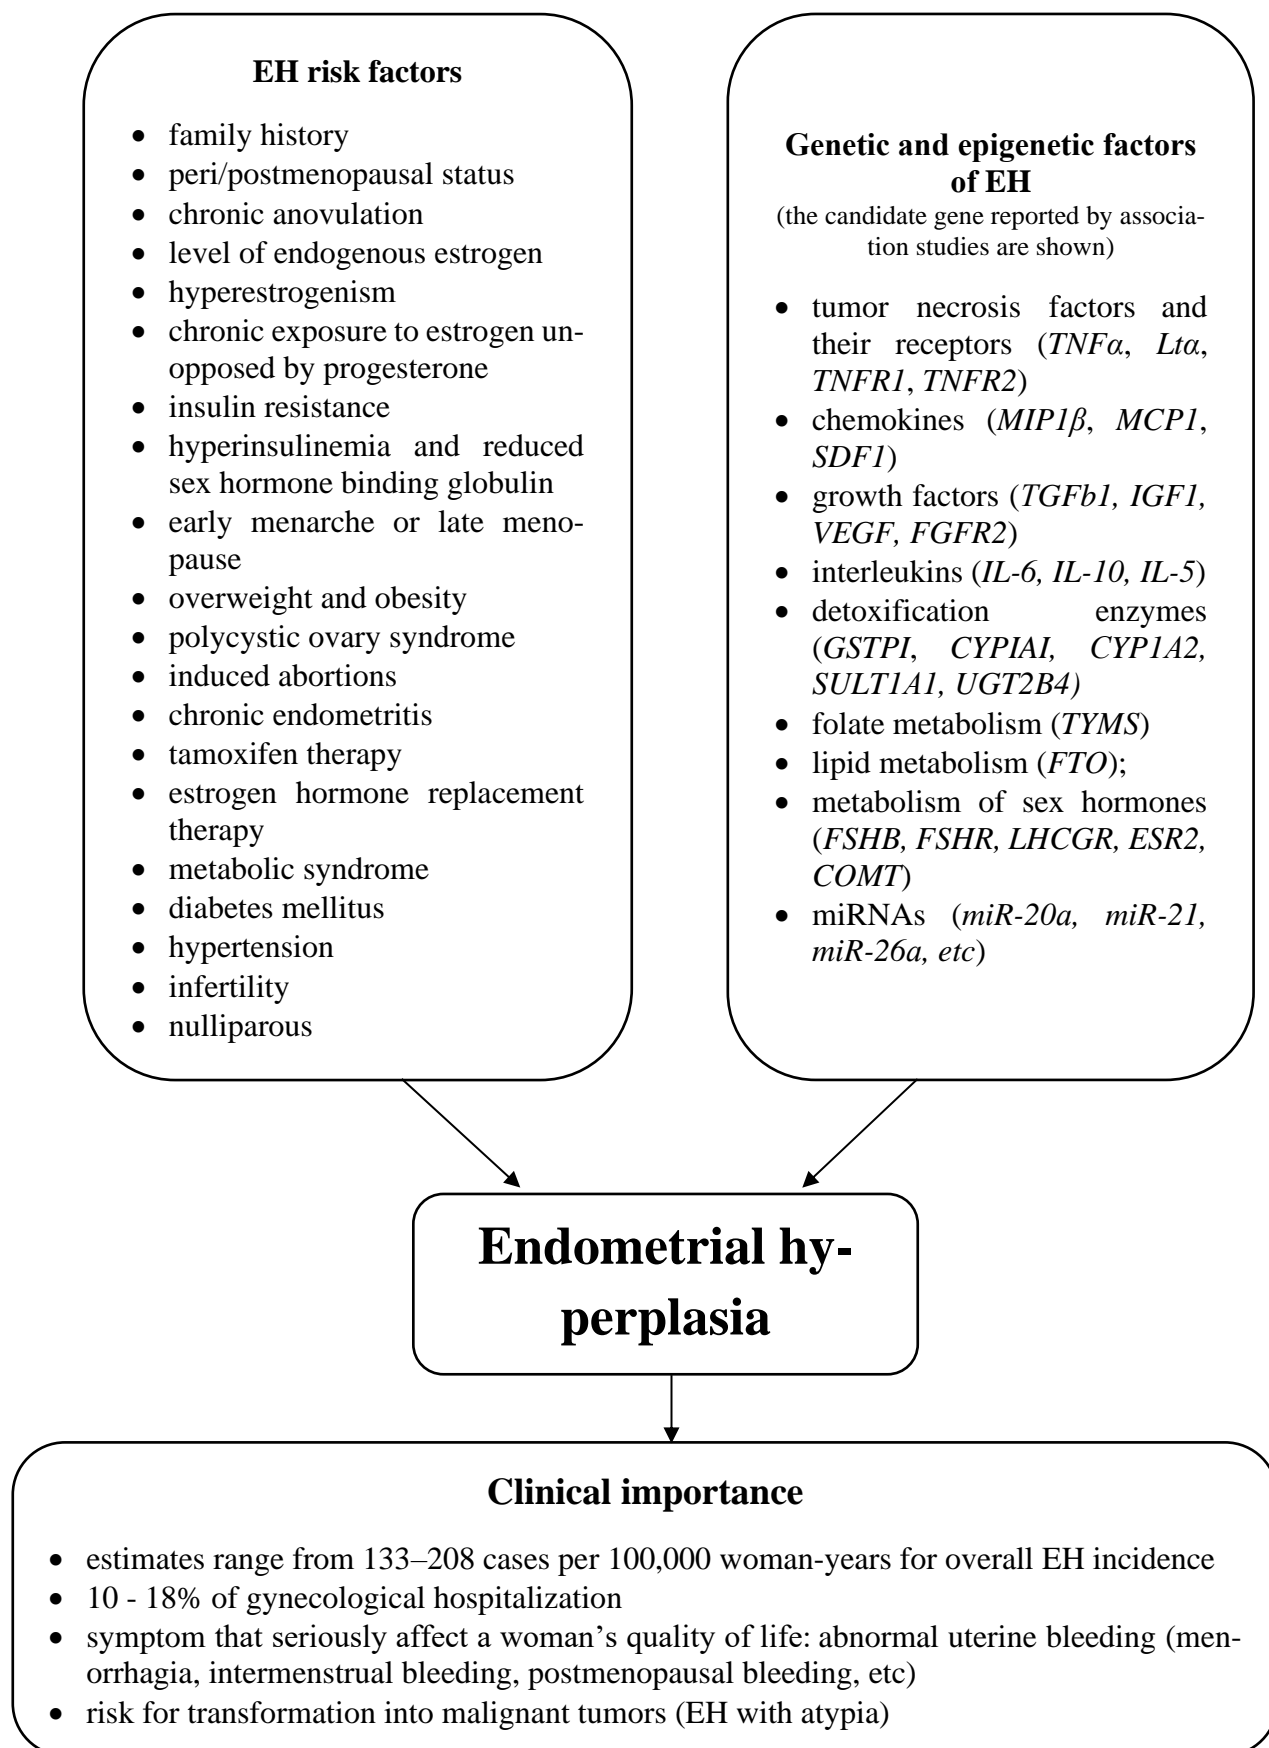 EH risk factors
• family history
• peri/postmenopausal status
• chronic anovulation
• level of endogenous estrogen
• hyperestrogenism
• chronic exposure to estrogen un-
opposed by progesterone
• insulin resistance
• hyperinsulinemia and reduced
sex hormone binding globulin
• early menarche or late meno-
pause
• overweight and obesity
• polycystic ovary syndrome
• induced abortions
• chronic endometritis
• tamoxifen therapy
• estrogen hormone replacement
therapy
• metabolic syndrome
• diabetes mellitus
• hypertension
• infertility
• nulliparous
Genetic and epigenetic factors
of EH
(the candidate gene reported by associa-
tion studies are shown)
• tumor necrosis factors and
their receptors (TNFα, Ltα,
TNFR1, TNFR2)
• chemokines (MIP1β, MCP1,
SDF1)
• growth factors (TGFb1, IGF1,
VEGF, FGFR2)
• interleukins (IL-6, IL-10, IL-5)
• detoxification enzymes
(GSTPI, CYPIAI, CYP1A2,
SULT1A1, UGT2B4)
• folate metabolism (TYMS)
• lipid metabolism (FTO);
• metabolism of sex hormones
(FSHB, FSHR, LHCGR, ESR2,
COMT)
• miRNAs (miR-20a, miR-21,
miR-26a, etc)
Endometrial hy-
perplasia
Clinical importance
• estimates range from 133–208 cases per 100,000 woman-years for overall EH incidence
• 10 - 18% of gynecological hospitalization
• symptom that seriously affect a woman’s quality of life: abnormal uterine bleeding (men-
orrhagia, intermenstrual bleeding, postmenopausal bleeding, etc)
• risk for transformation into malignant tumors (EH with atypia)